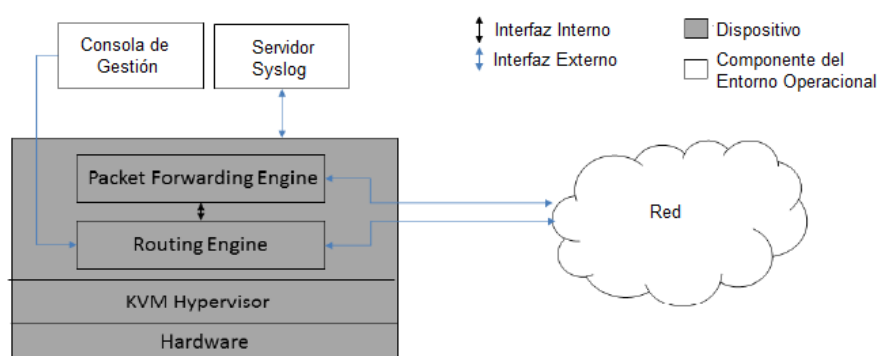 Consola de
Gestión
Servidor
Syslog
Interfaz Interno
Interfaz Externo
Dispositivo
Componente del
Entorno Operacional
Packet Forwarding Engine
Routing Engine
KVM Hypervisor
Hardware
Red